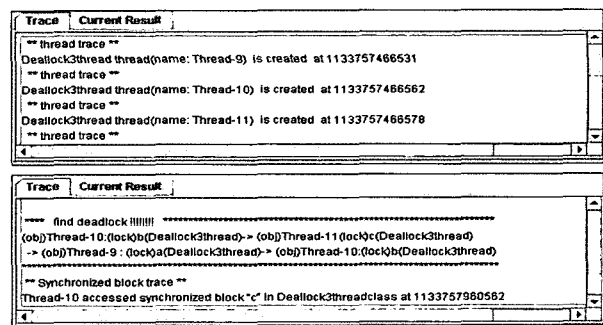 Trace Current Result
** thread trace **
Deallock3thread thread(name: Thread-9) is created at 1133757466531
** thread trace **
Deallock3thread thread(name: Thread-10) is created at 1133757466562
** thread trace **
Deallock3thread thread(name: Thread-11) is created at 1133757466578
** thread trace **
Trace Current Result
**** find deadlock !!!!!!!! ****************************************************************
(obj)Thread-10:(lock)b(Deallock3thread)-> (obj)Thread-11(lock)c(Deallock3thread)
-> (obj)Thread-9 : (lock)a(Deallock3thread)-> (obj)Thread-10:(lock)b(Deallock3thread)
** Synchronized block trace **
Thread-10 accessed synchronized block "c" in Deallock3threadclass at 1133757960562